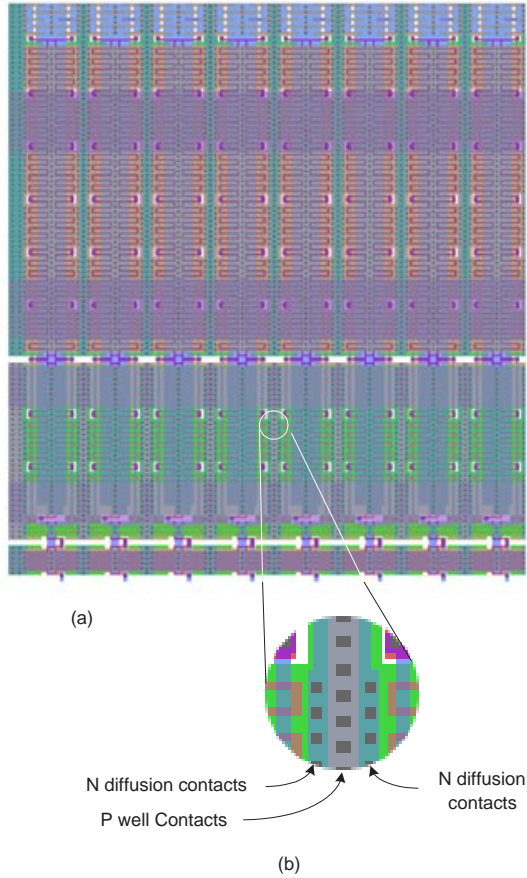 (a)
N diffusion contacts
P well Contacts
N diffusion
contacts
(b)